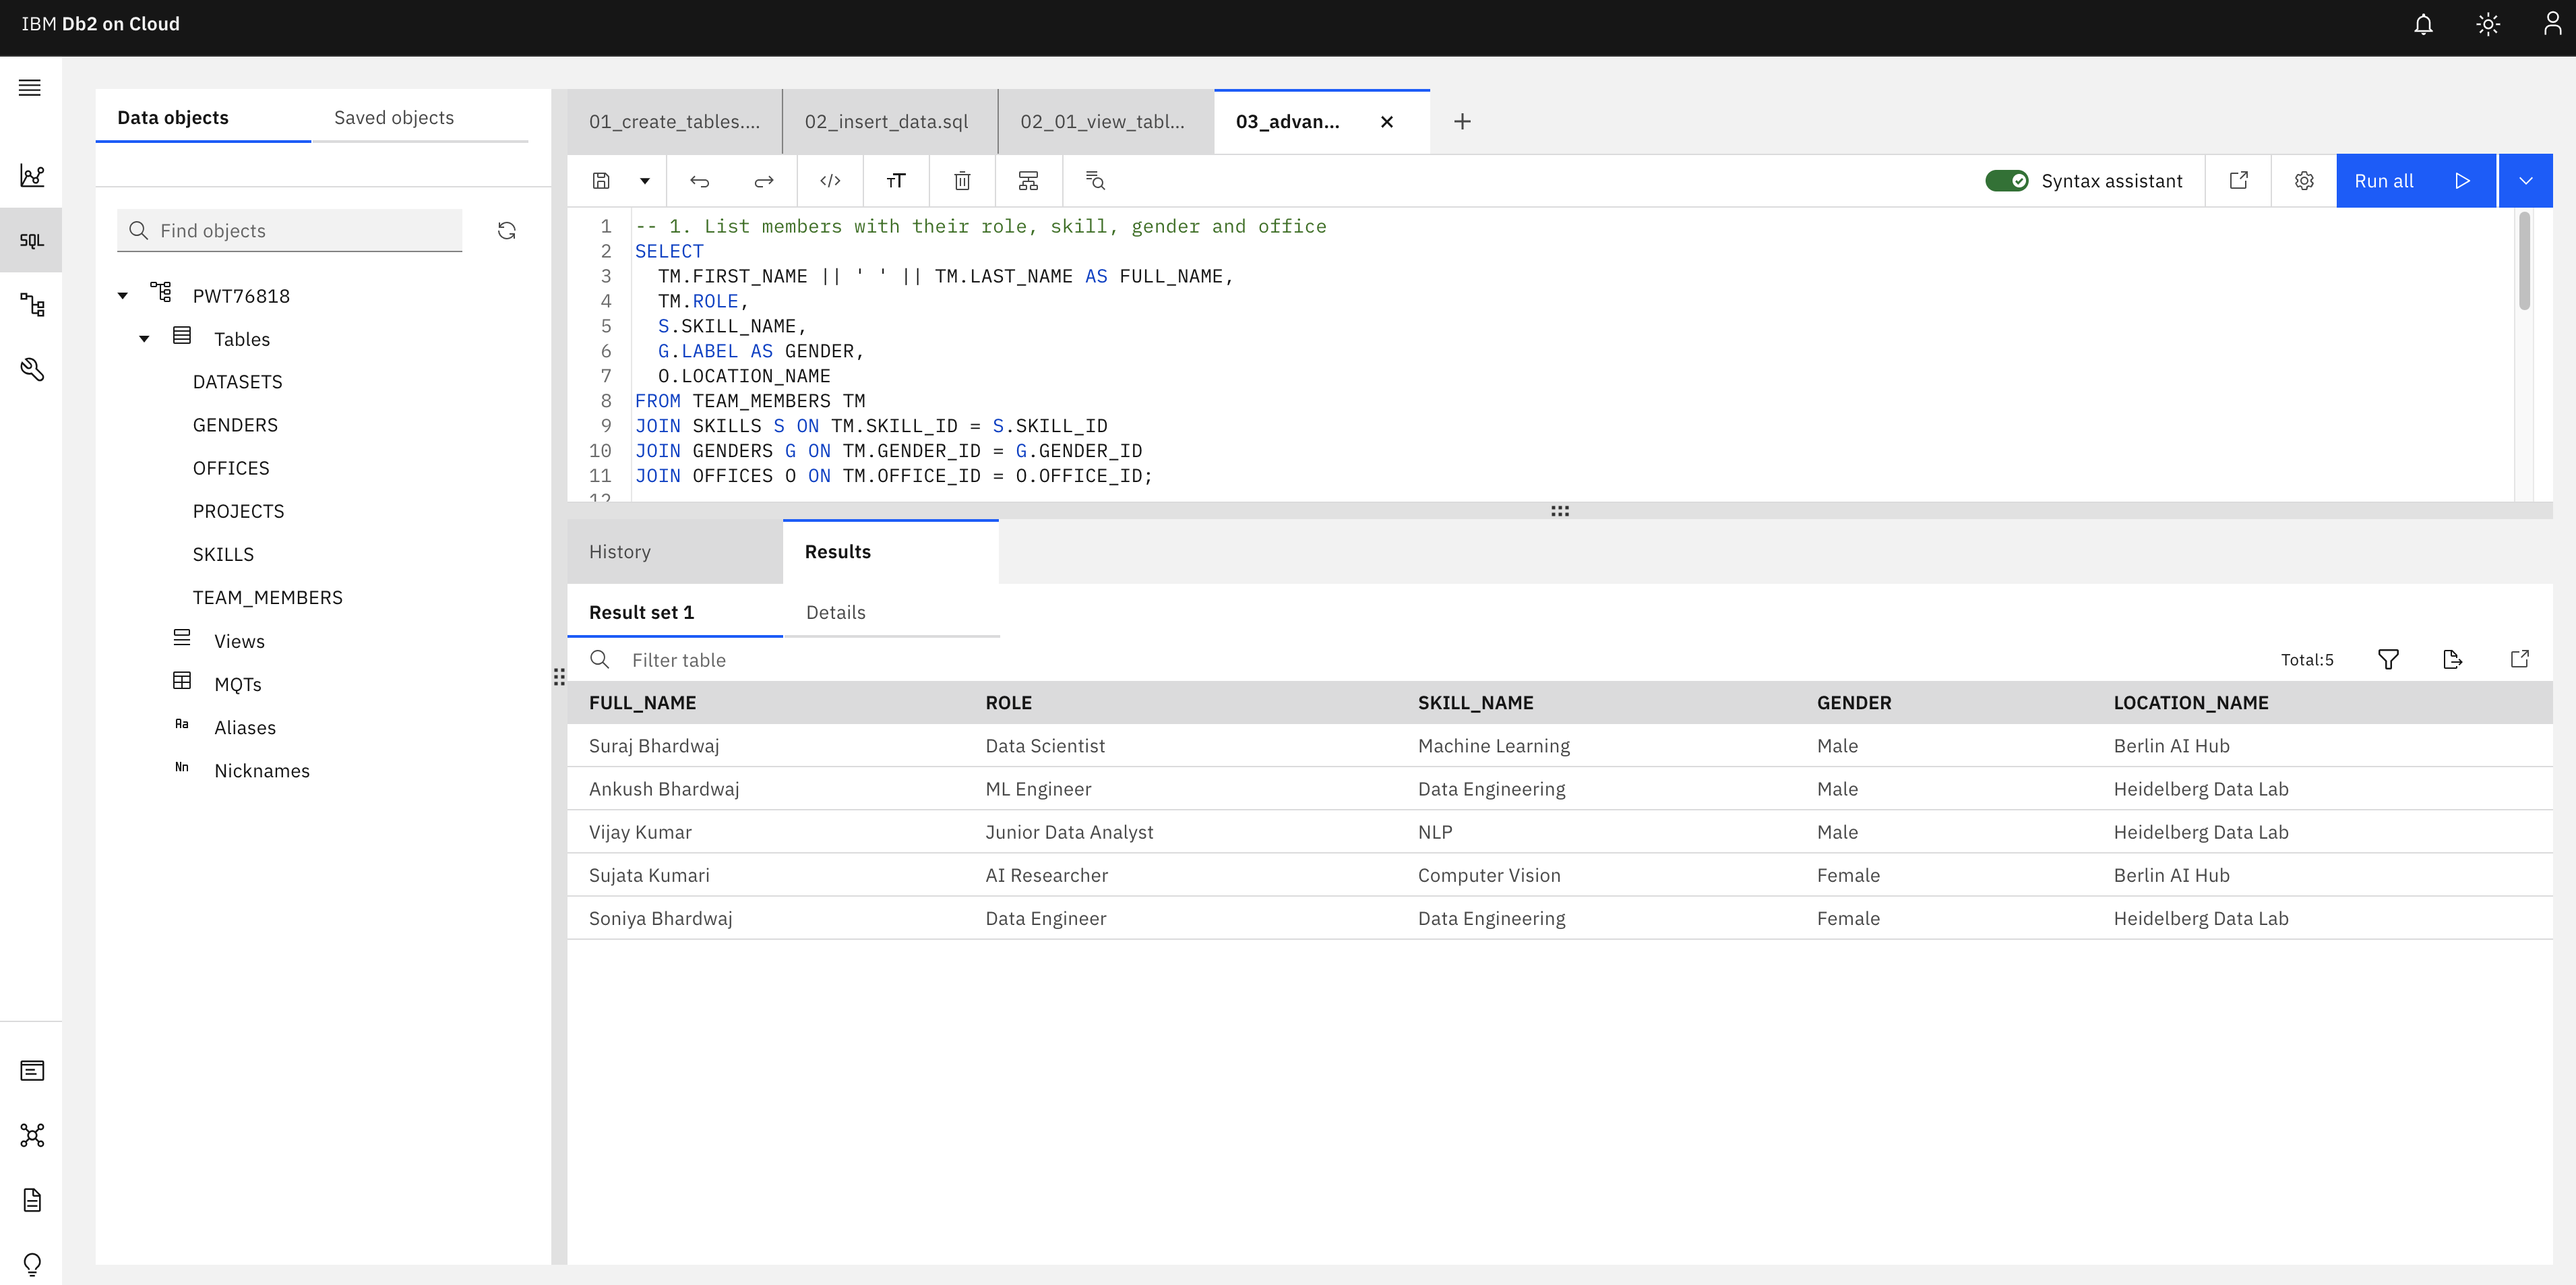 IBM Db2 on Cloud
Data objects
Saved objects
SQL
Find objects
PWT76818
Tables
DATASETS
GENDERS
OFFICES
PROJECTS
SKILLS
TEAM_MEMBERS
Views
MQTs
Aa Aliases
Nn Nicknames
01_create_tables....
02_insert_data.sql
02_01_view_tabl...
03_advan...
</> TT
Syntax assistant
Run all
1 -- 1. List members with their role, skill, gender and office
2 SELECT
3 TM.FIRST_NAME || ' ' || TM.LAST_NAME AS FULL_NAME,
4 TM.ROLE,
5 S.SKILL_NAME,
6 G.LABEL AS GENDER,
7 O.LOCATION_NAME
8 FROM TEAM_MEMBERS TM
9 JOIN SKILLS S ON TM.SKILL_ID = S.SKILL_ID
10 JOIN GENDERS G ON TM.GENDER_ID = G.GENDER_ID
11 JOIN OFFICES O ON TM.OFFICE_ID = O.OFFICE_ID;
12
History
Results
Result set 1
Details
Filter table
Total:5
FULL_NAME ROLE SKILL_NAME GENDER LOCATION_NAME
Suraj Bhardwaj Data Scientist Machine Learning Male Berlin AI Hub
Ankush Bhardwaj ML Engineer Data Engineering Male Heidelberg Data Lab
Vijay Kumar Junior Data Analyst NLP Male Heidelberg Data Lab
Sujata Kumari AI Researcher Computer Vision Female Berlin AI Hub
Soniya Bhardwaj Data Engineer Data Engineering Female Heidelberg Data Lab